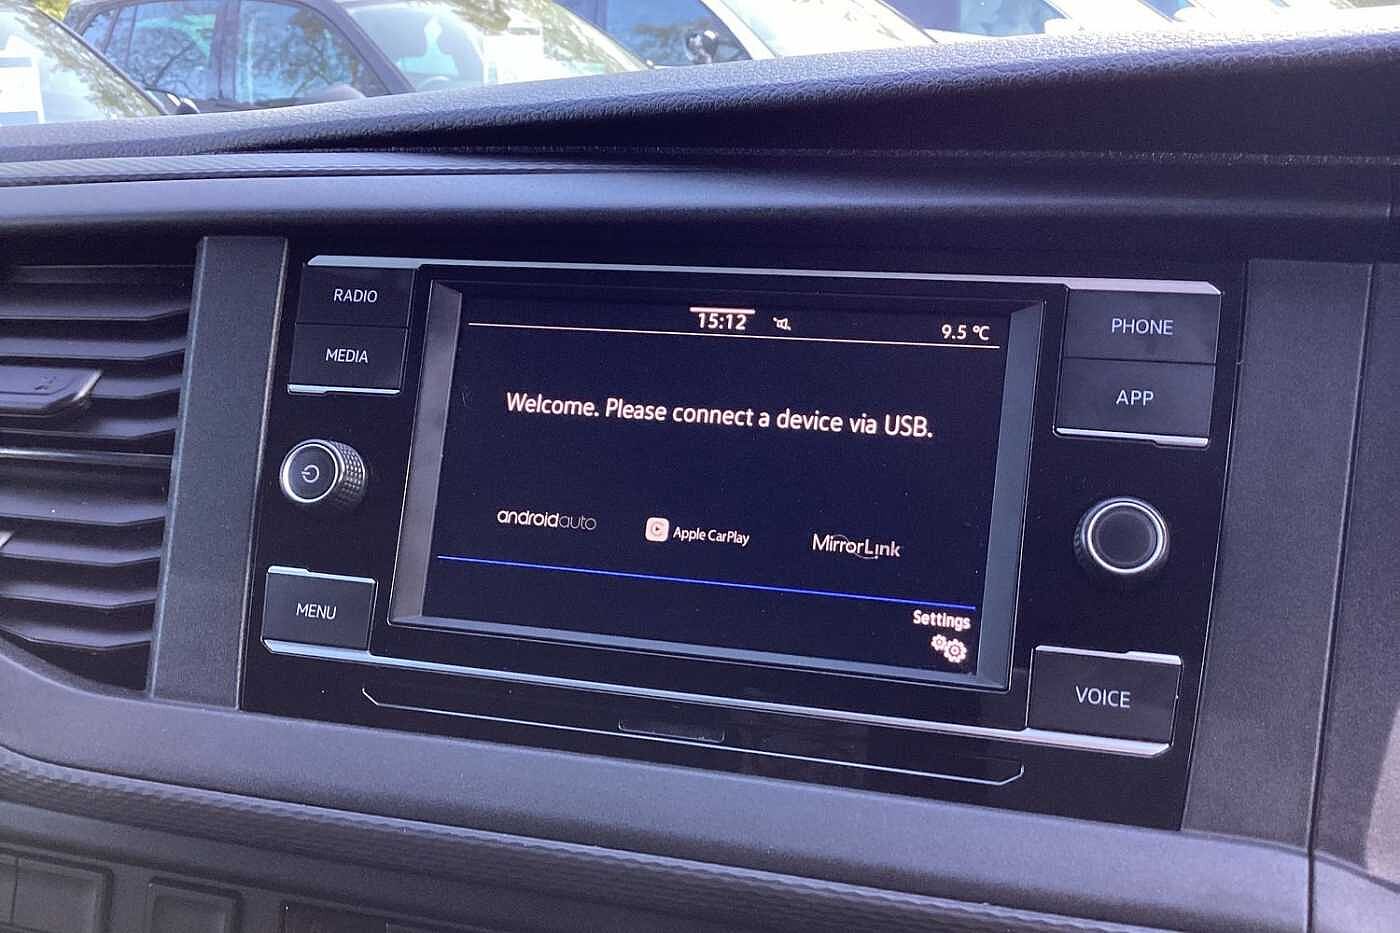 RADIO
MEDIA
15:12
9.5 °C
PHONE
APP
Welcome. Please connect a device via USB.
androidauto
Apple CarPlay
MirrorLink
MENU
Settings
VOICE